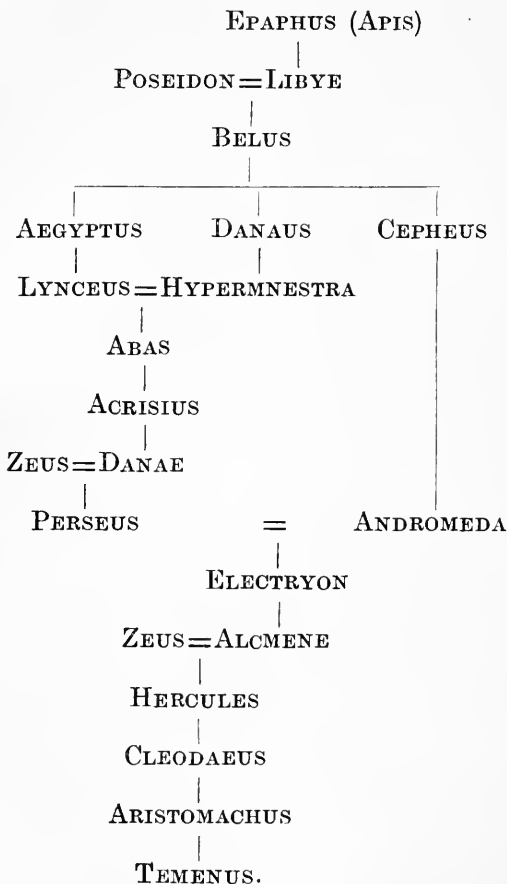 EPAPHUS (APIS)
POSEIDON=LIBYE
BELUS
AEGYPTUS DANAUS CEPHEUS
LYNCEUS=HYPERMNESTRA
ABAS
ACRISIUS
ZEUS=DANAE
PERSEUS = ANDROMEDA
ELECTRYON
ZEUS=ALCMENE
HERCULES
CLEODAEUS
ARISTOMACHUS
TEMENUS.